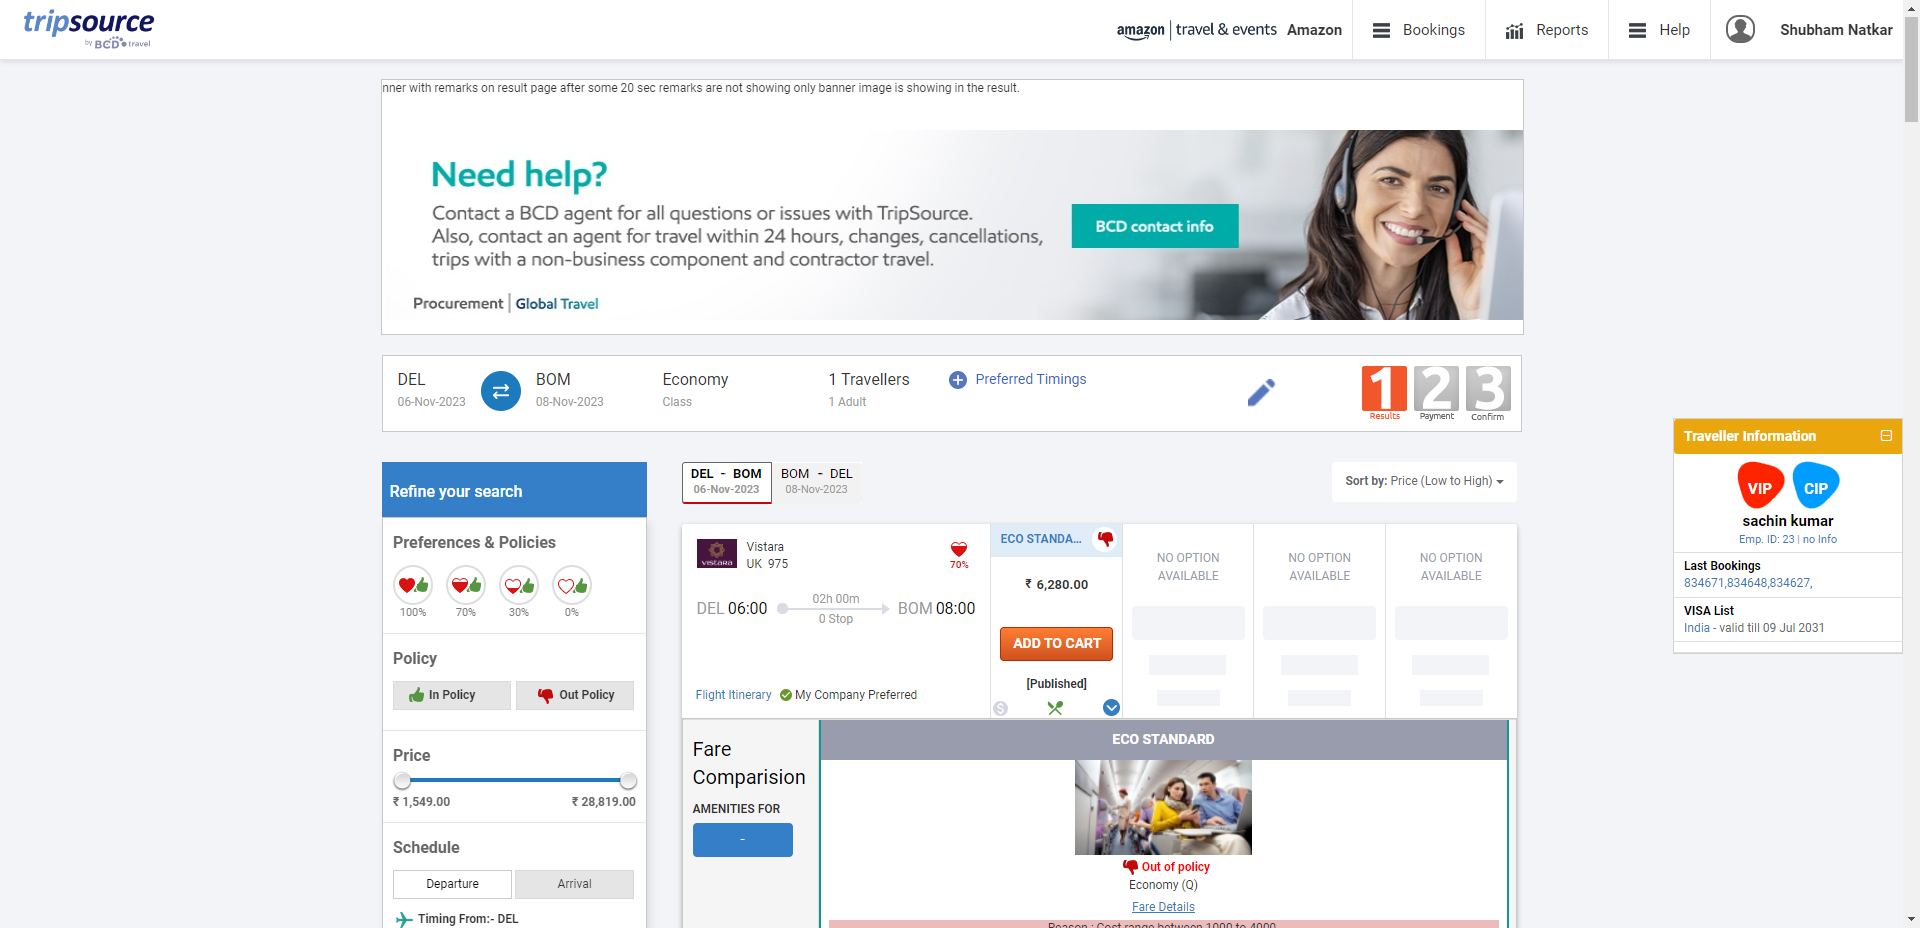 tripsource
by BCD travel
amazon | travel & events Amazon
Bookings
Reports
Help
Shubham Natkar
nner with remarks on result page after some 20 sec remarks are not showing only banner image is showing in the result.
Need help?
Contact a BCD agent for all questions or issues with TripSource.
Also, contact an agent for travel within 24 hours, changes, cancellations,
trips with a non-business component and contractor travel.
BCD contact info
Procurement | Global Travel
DEL
06-Nov-2023
BOM
08-Nov-2023
Economy
Class
1 Travellers
1 Adult
Preferred Timings
1
Results
2
Payment
3
Confirm
Traveller Information
VIP
CIP
sachin kumar
Emp. ID: 23 | no Info
Last Bookings
834671,834648,834627,
VISA List
India - valid till 09 Jul 2031
Refine your search
Preferences & Policies
100%
70%
30%
0%
Policy
In Policy
Out Policy
Price
₹ 1,549.00
₹ 28,819.00
Schedule
Departure
Arrival
Timing From:- DEL
DEL - BOM
06-Nov-2023
BOM - DEL
08-Nov-2023
Sort by: Price (Low to High)
VISTARA
Vistara
UK 975
70%
DEL 06:00
02h 00m
0 Stop
BOM 08:00
Flight Itinerary
My Company Preferred
ECO STANDA...
₹ 6,280.00
ADD TO CART
[Published]
NO OPTION
AVAILABLE
NO OPTION
AVAILABLE
NO OPTION
AVAILABLE
Fare
Comparision
AMENITIES FOR
-
ECO STANDARD
Out of policy
Economy (Q)
Fare Details
Reason : Cost range between 1000 to 4000